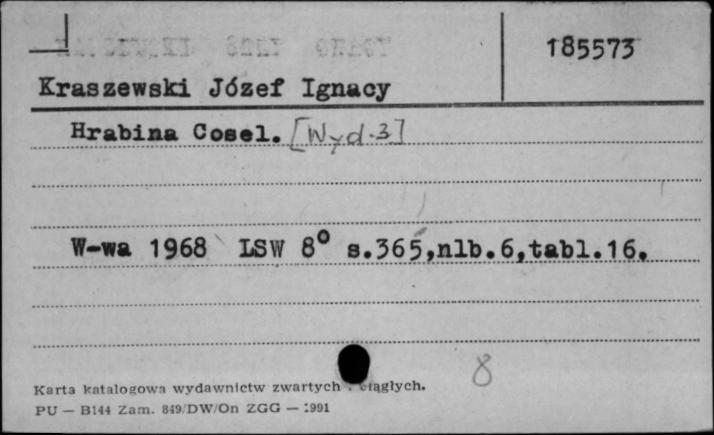 185573
Kraszewski Józef Ignacy
Hrabina Cosel. [Wyd.3]
W-wa 1968 LSW 8° s.365,nlb.6,tabl.16.
8
Karta katalogowa wydawnictw zwartych i ciągłych.
PU — B144 Zam. 849/DW/On ZGG — 1991